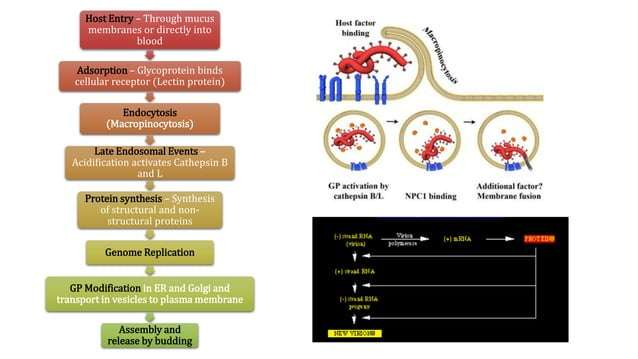 Host Entry – Through mucus
membranes or directly into
blood
Adsorption – Glycoprotein binds
cellular receptor (Lectin protein)
Endocytosis
(Macropinocytosis)
Late Endosomal Events –
Acidification activates Cathepsin B
and L
Protein synthesis – Synthesis
of structural and non-
structural proteins
Genome Replication
GP Modification in ER and Golgi and
transport in vesicles to plasma membrane
Assembly and
release by budding
Host factor
binding
Macropinocytosis
GP activation by
cathepsin B/L
NPC1 binding
Additional factor?
Membrane fusion
(-) strand RNA
(virion)
Virion
polymerase
(+) mRNA
PROTEINS
(+) strand RNA
(-) strand RNA
progeny
NEW VIRIONS